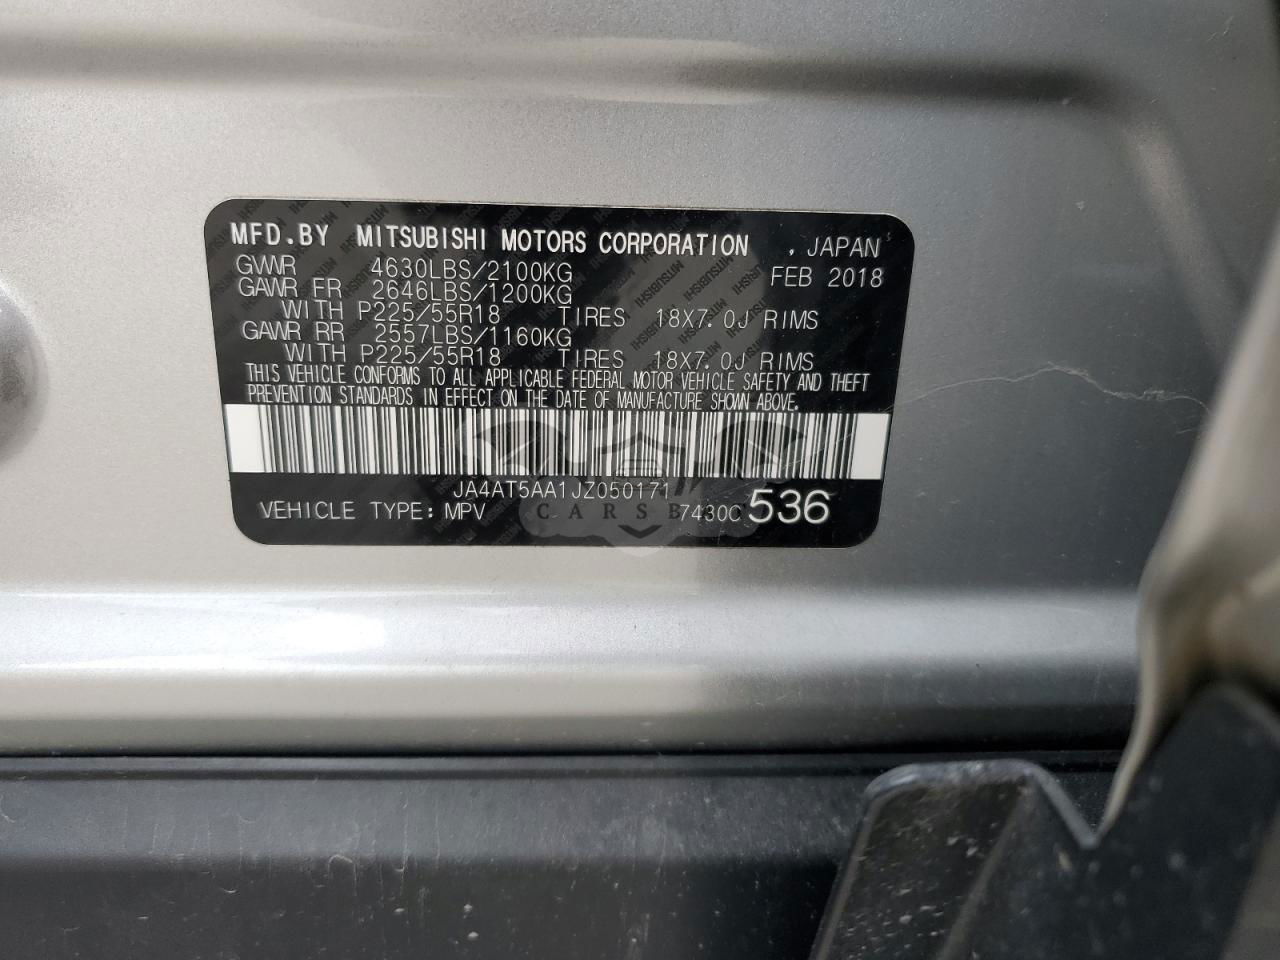 MFD.BY MITSUBISHI MOTORS CORPORATION , JAPAN
GVWR 4630LBS/2100KG FEB 2018
GAWR FR 2646LBS/1200KG
WITH P225/55R18 TIRES 18X7.0J RIMS
GAWR RR 2557LBS/1160KG
WITH P225/55R18 TIRES 18X7.0J RIMS
THIS VEHICLE CONFORMS TO ALL APPLICABLE FEDERAL MOTOR VEHICLE SAFETY AND THEFT
PREVENTION STANDARDS IN EFFECT ON THE DATE OF MANUFACTURE SHOWN ABOVE.
JA4AT5AA1JZ050171
VEHICLE TYPE: MPV 7430C 536